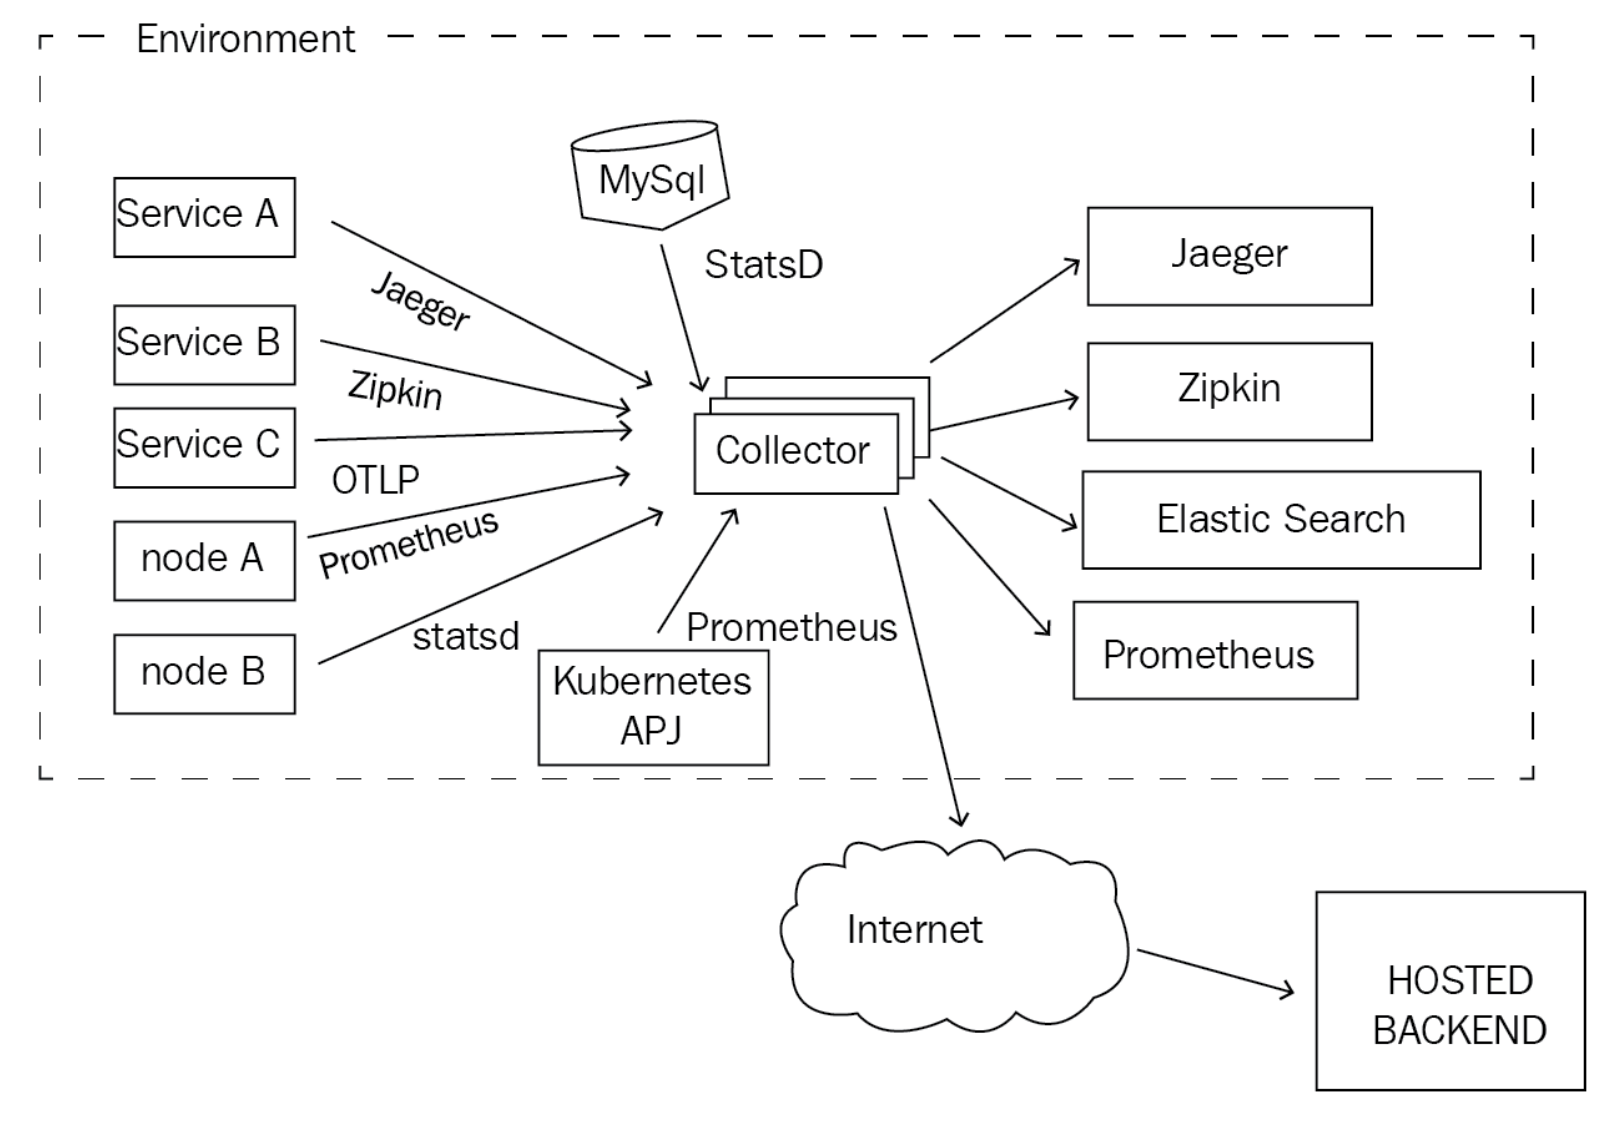 Environment
MySql
Service A
StatsD
Jaeger
Jaeger
Service B
Zipkin
Zipkin
Service C
Collector
OTLP
Elastic Search
node A
Prometheus
node B
statsd
Prometheus
Prometheus
Kubernetes
APJ
Internet
HOSTED
BACKEND